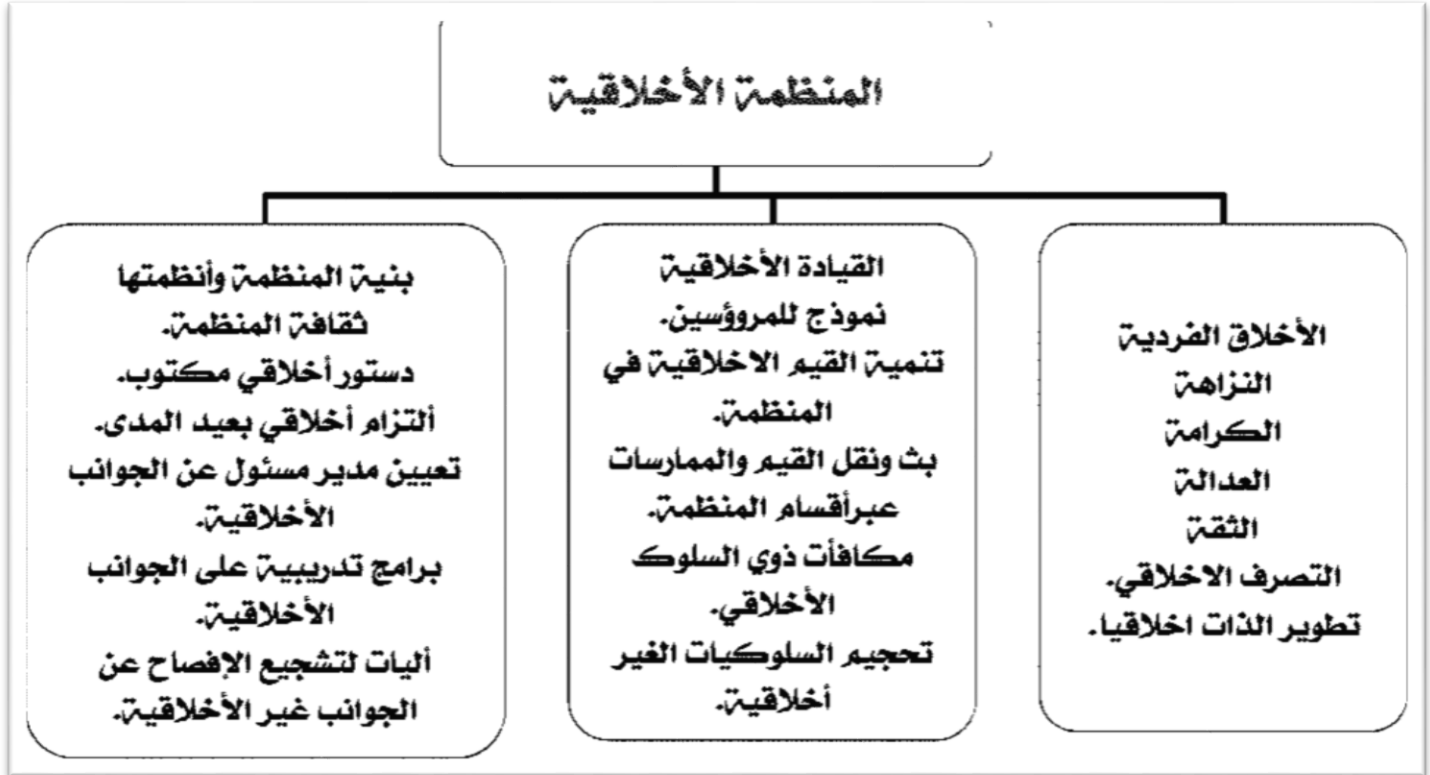 المنظمة الأخلاقية
الأخلاق الفردية
النزاهة
الكرامة
العدالة
الثقة
التصرف الاخلاقي.
تطوير الذات اخلاقيا.
القيادة الأخلاقية
نموذج للمروؤسين.
تنمية القيم الاخلاقية في
المنظمة.
بث ونقل القيم والممارسات
عبرأقسام المنظمة.
مكافأت ذوي السلوك
الأخلاقي.
تحجيم السلوكيات الغير
أخلاقية.
بنية المنظمة وأنظمتها
ثقافة المنظمة.
دستور أخلاقي مكتوب.
ألتزام أخلاقي بعيد المدى.
تعيين مدير مسئول عن الجوانب
الأخلاقية.
برامج تدريبية على الجوانب
الأخلاقية.
أليات لتشجيع الإفصاح عن
الجوانب غير الأخلاقية.